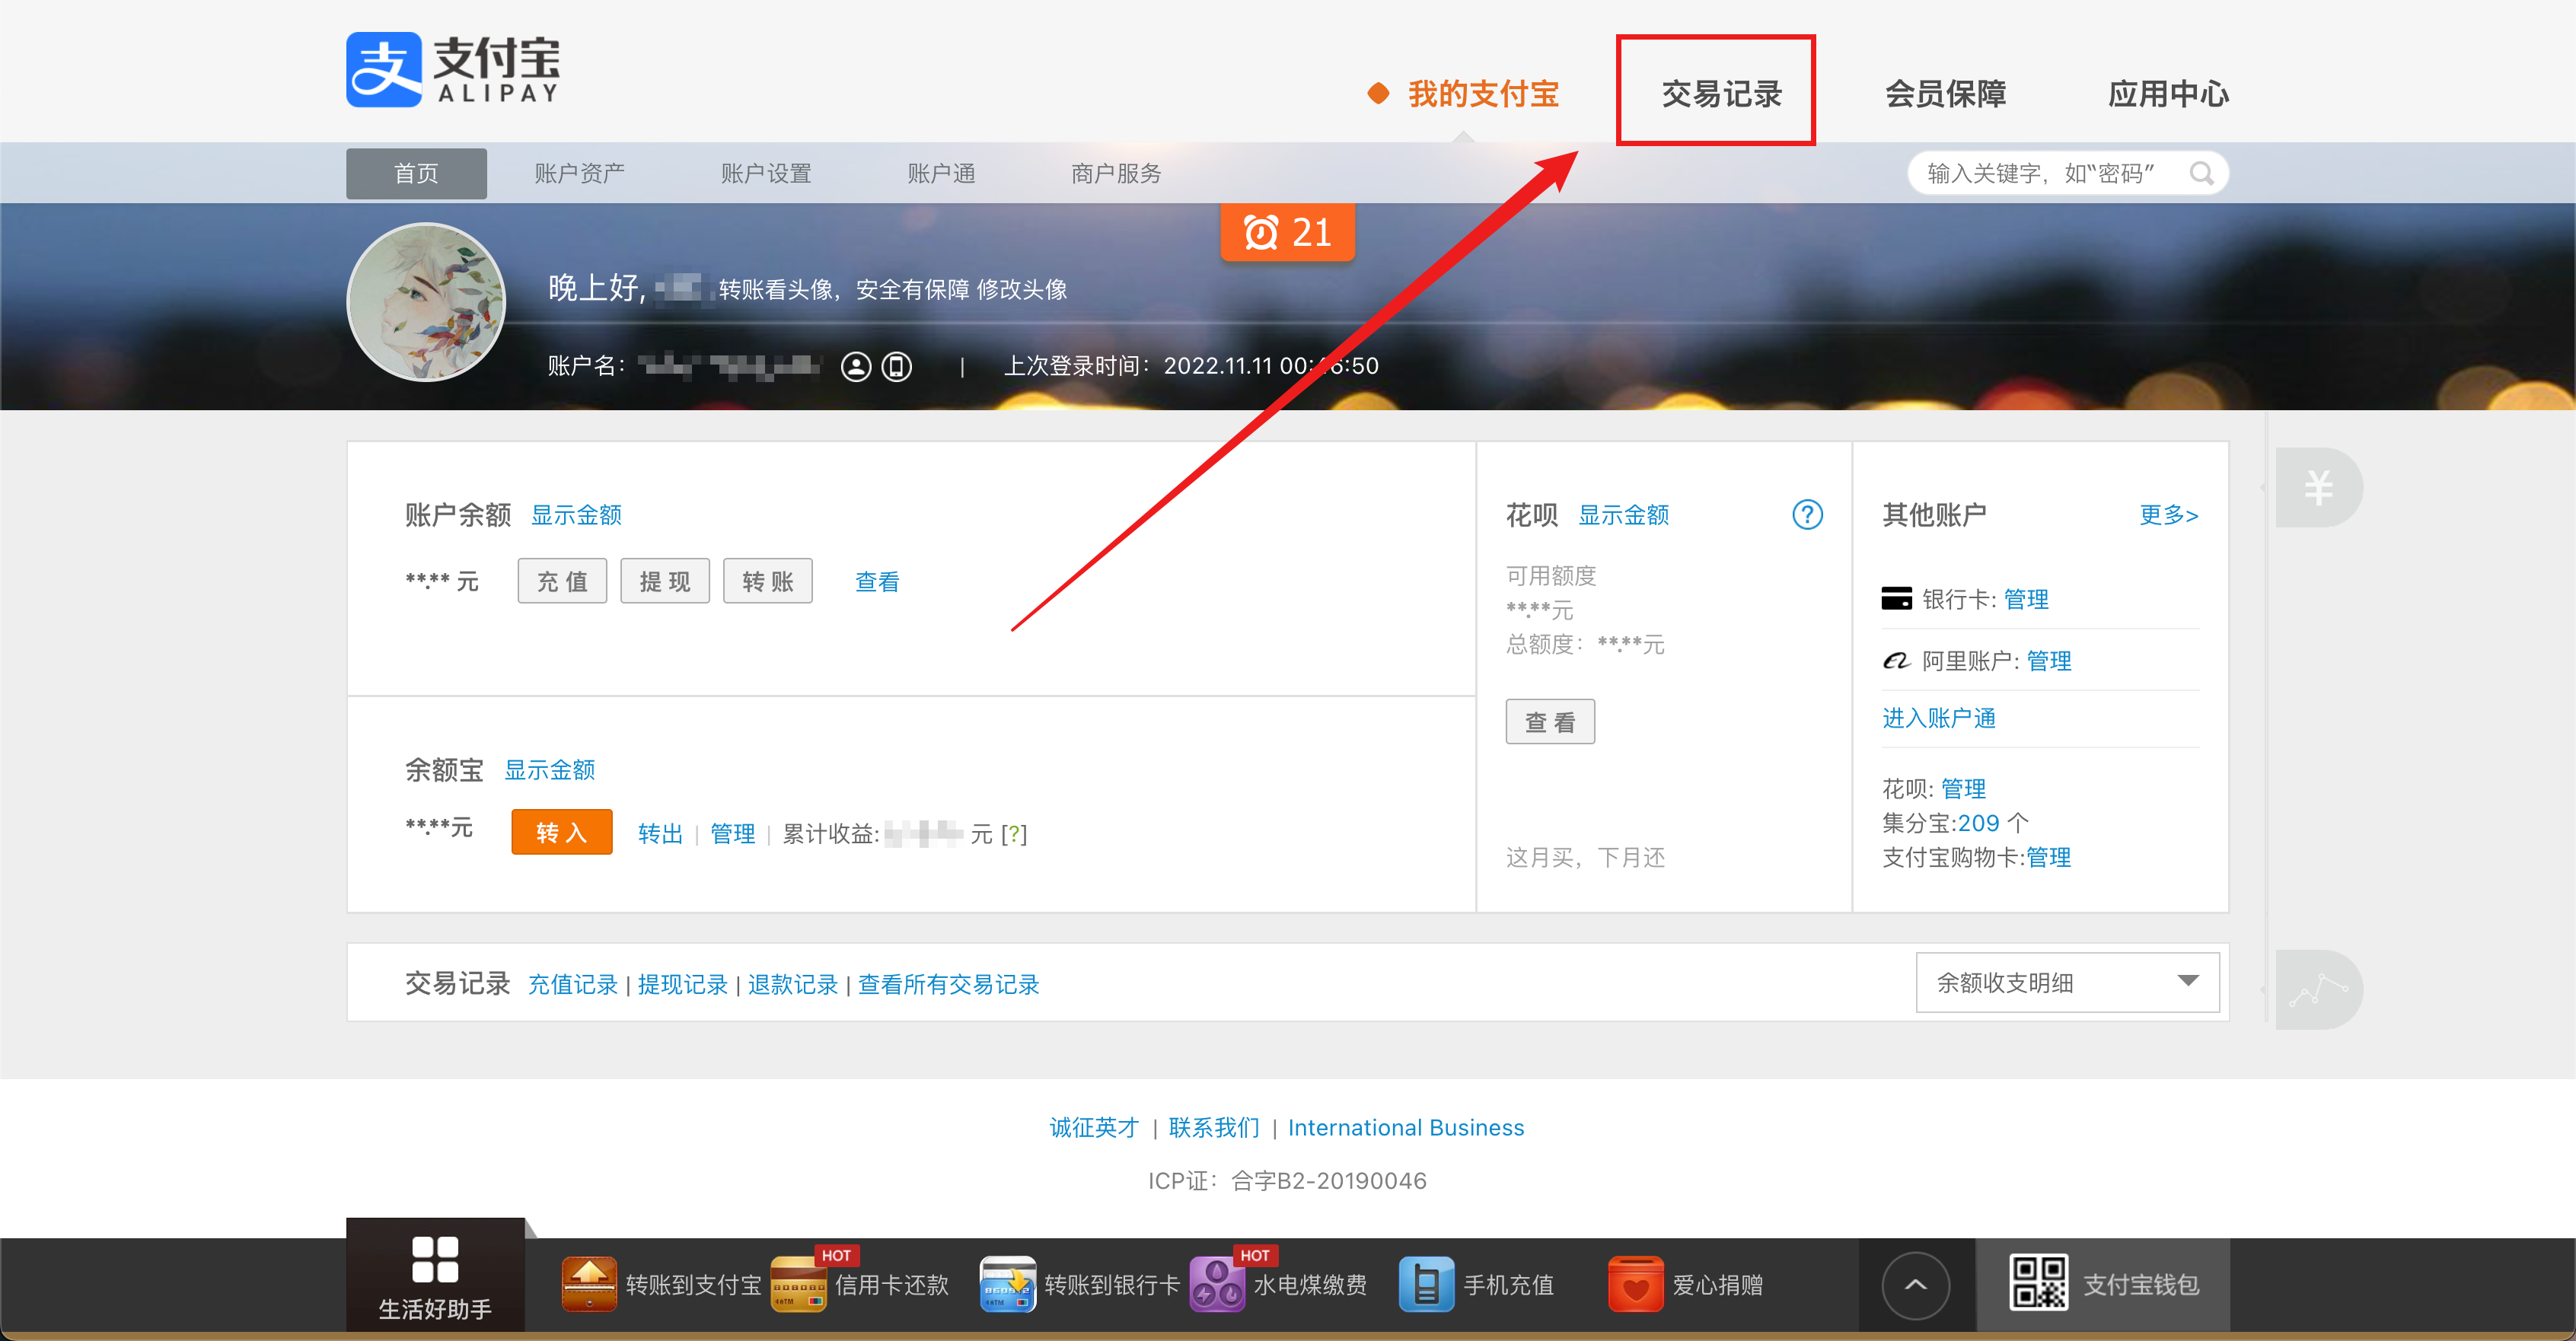 支付宝
ALIPAY
我的支付宝 交易记录 会员保障 应用中心
首页 账户资产 账户设置 账户通 商户服务 输入关键字，如“密码”
21
晚上好, 转账看头像，安全有保障 修改头像
账户名： | 上次登录时间：2022.11.11 00: :50
账户余额 显示金额
**.** 元 充值 提现 转账 查看
余额宝 显示金额
**.**元 转入 转出 | 管理 | 累计收益: 元 [?]
花呗 显示金额 ?
可用额度
**.**元
总额度：**.**元
查看
这月买，下月还
其他账户 更多>
银行卡: 管理
阿里账户: 管理
进入账户通
花呗: 管理
集分宝:209 个
支付宝购物卡:管理
¥
交易记录 充值记录 | 提现记录 | 退款记录 | 查看所有交易记录 余额收支明细
诚征英才 | 联系我们 | International Business
ICP证：合字B2-20190046
生活好助手 转账到支付宝 HOT 信用卡还款 转账到银行卡 HOT 水电煤缴费 手机充值 爱心捐赠 支付宝钱包